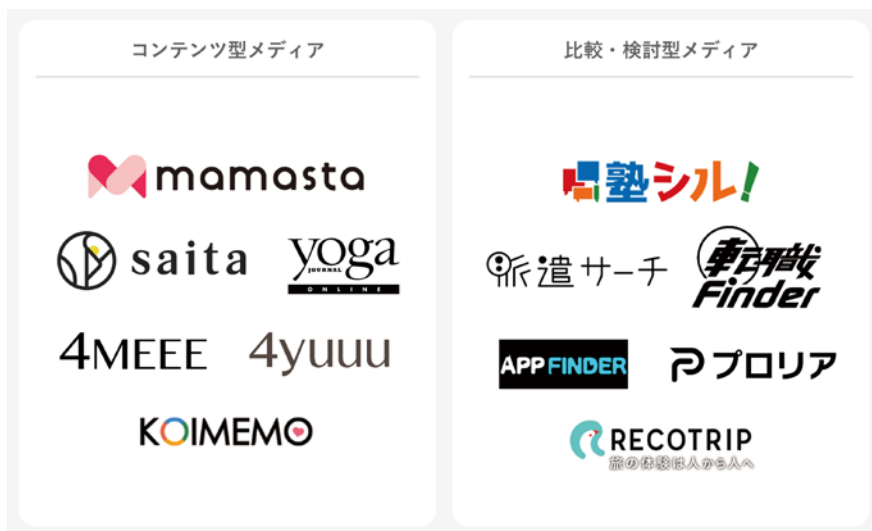 コンテンツ型メディア
mamasta
saita
yoga
JOURNAL
ONLINE
4MEEE
4yuuu
KOIMEMO
比較・検討型メディア
塾シル!
派遣サーチ
転職
Finder
APP FINDER
プロリア
RECOTRIP
旅の体験は人から人へ